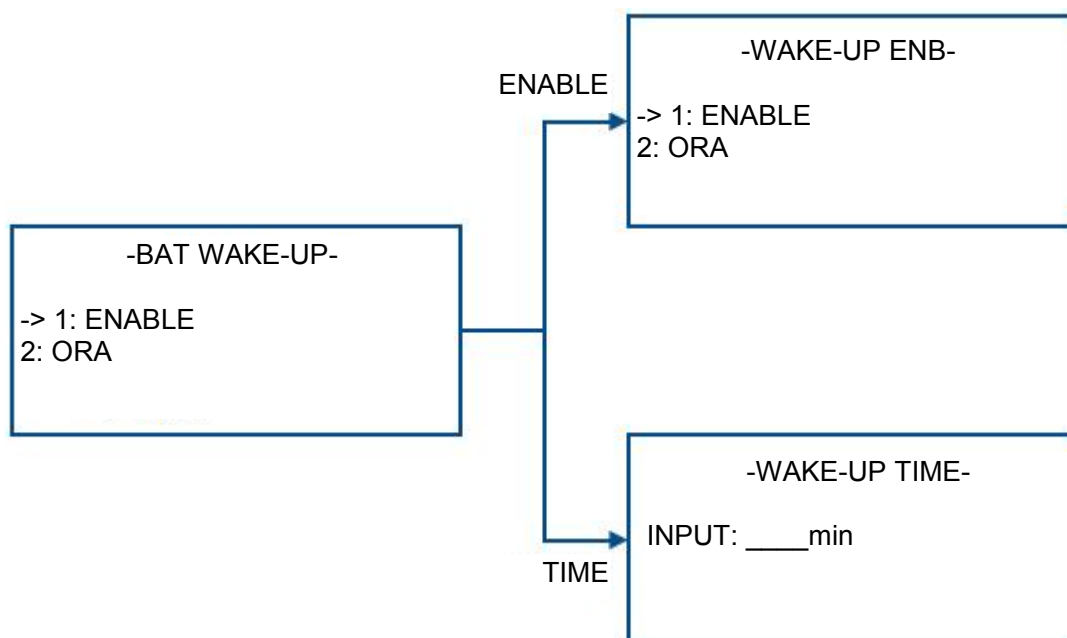 ENABLE
-WAKE-UP ENB-
-> 1: ENABLE
2: ORA
-BAT WAKE-UP-
-> 1: ENABLE
2: ORA
-WAKE-UP TIME-
INPUT: ____min
TIME